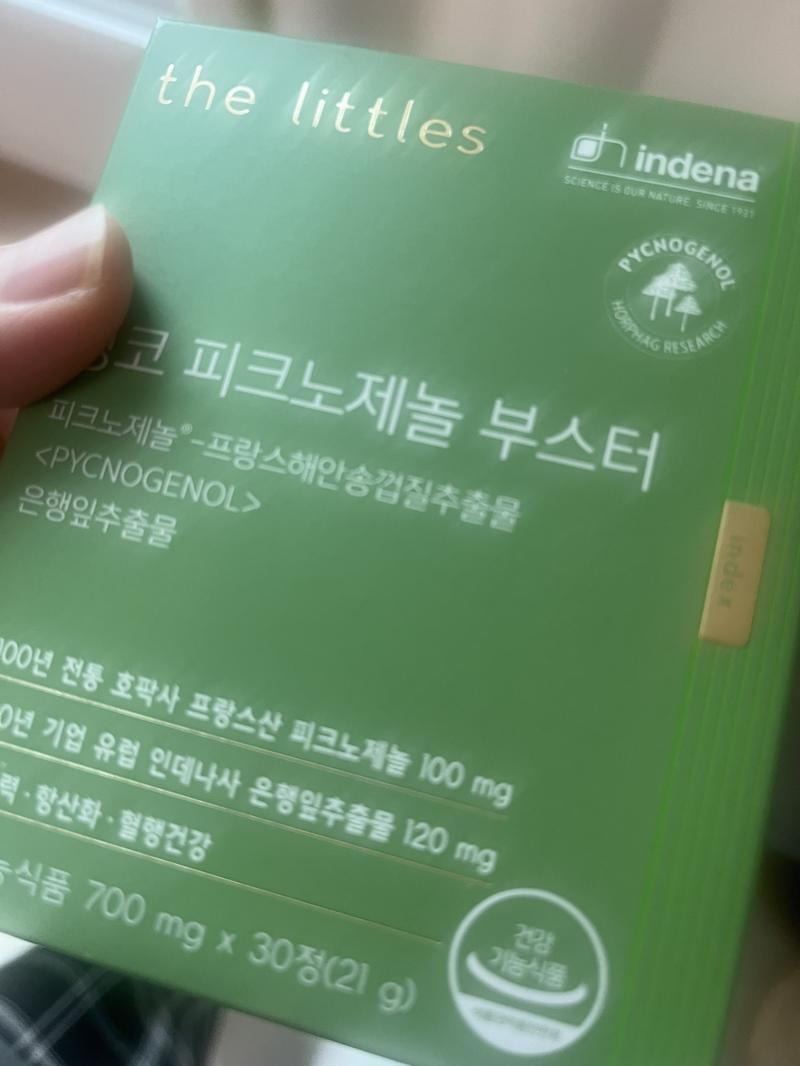 the littles
indena
SCIENCE IS OUR NATURE. SINCE 1921
PYCNOGENOL
HORPHAG RESEARCH
피크노제놀 부스터
피크노제놀®-프랑스해안송껍질추출물
<PYCNOGENOL>
은행잎추출물
index
100년 전통 호팍사 프랑스산 피크노제놀 100 mg
기업 유럽 인데나사 은행잎추출물 120 mg
항산화·혈행건강
700 mg x 30정(21 g)
건강
기능식품